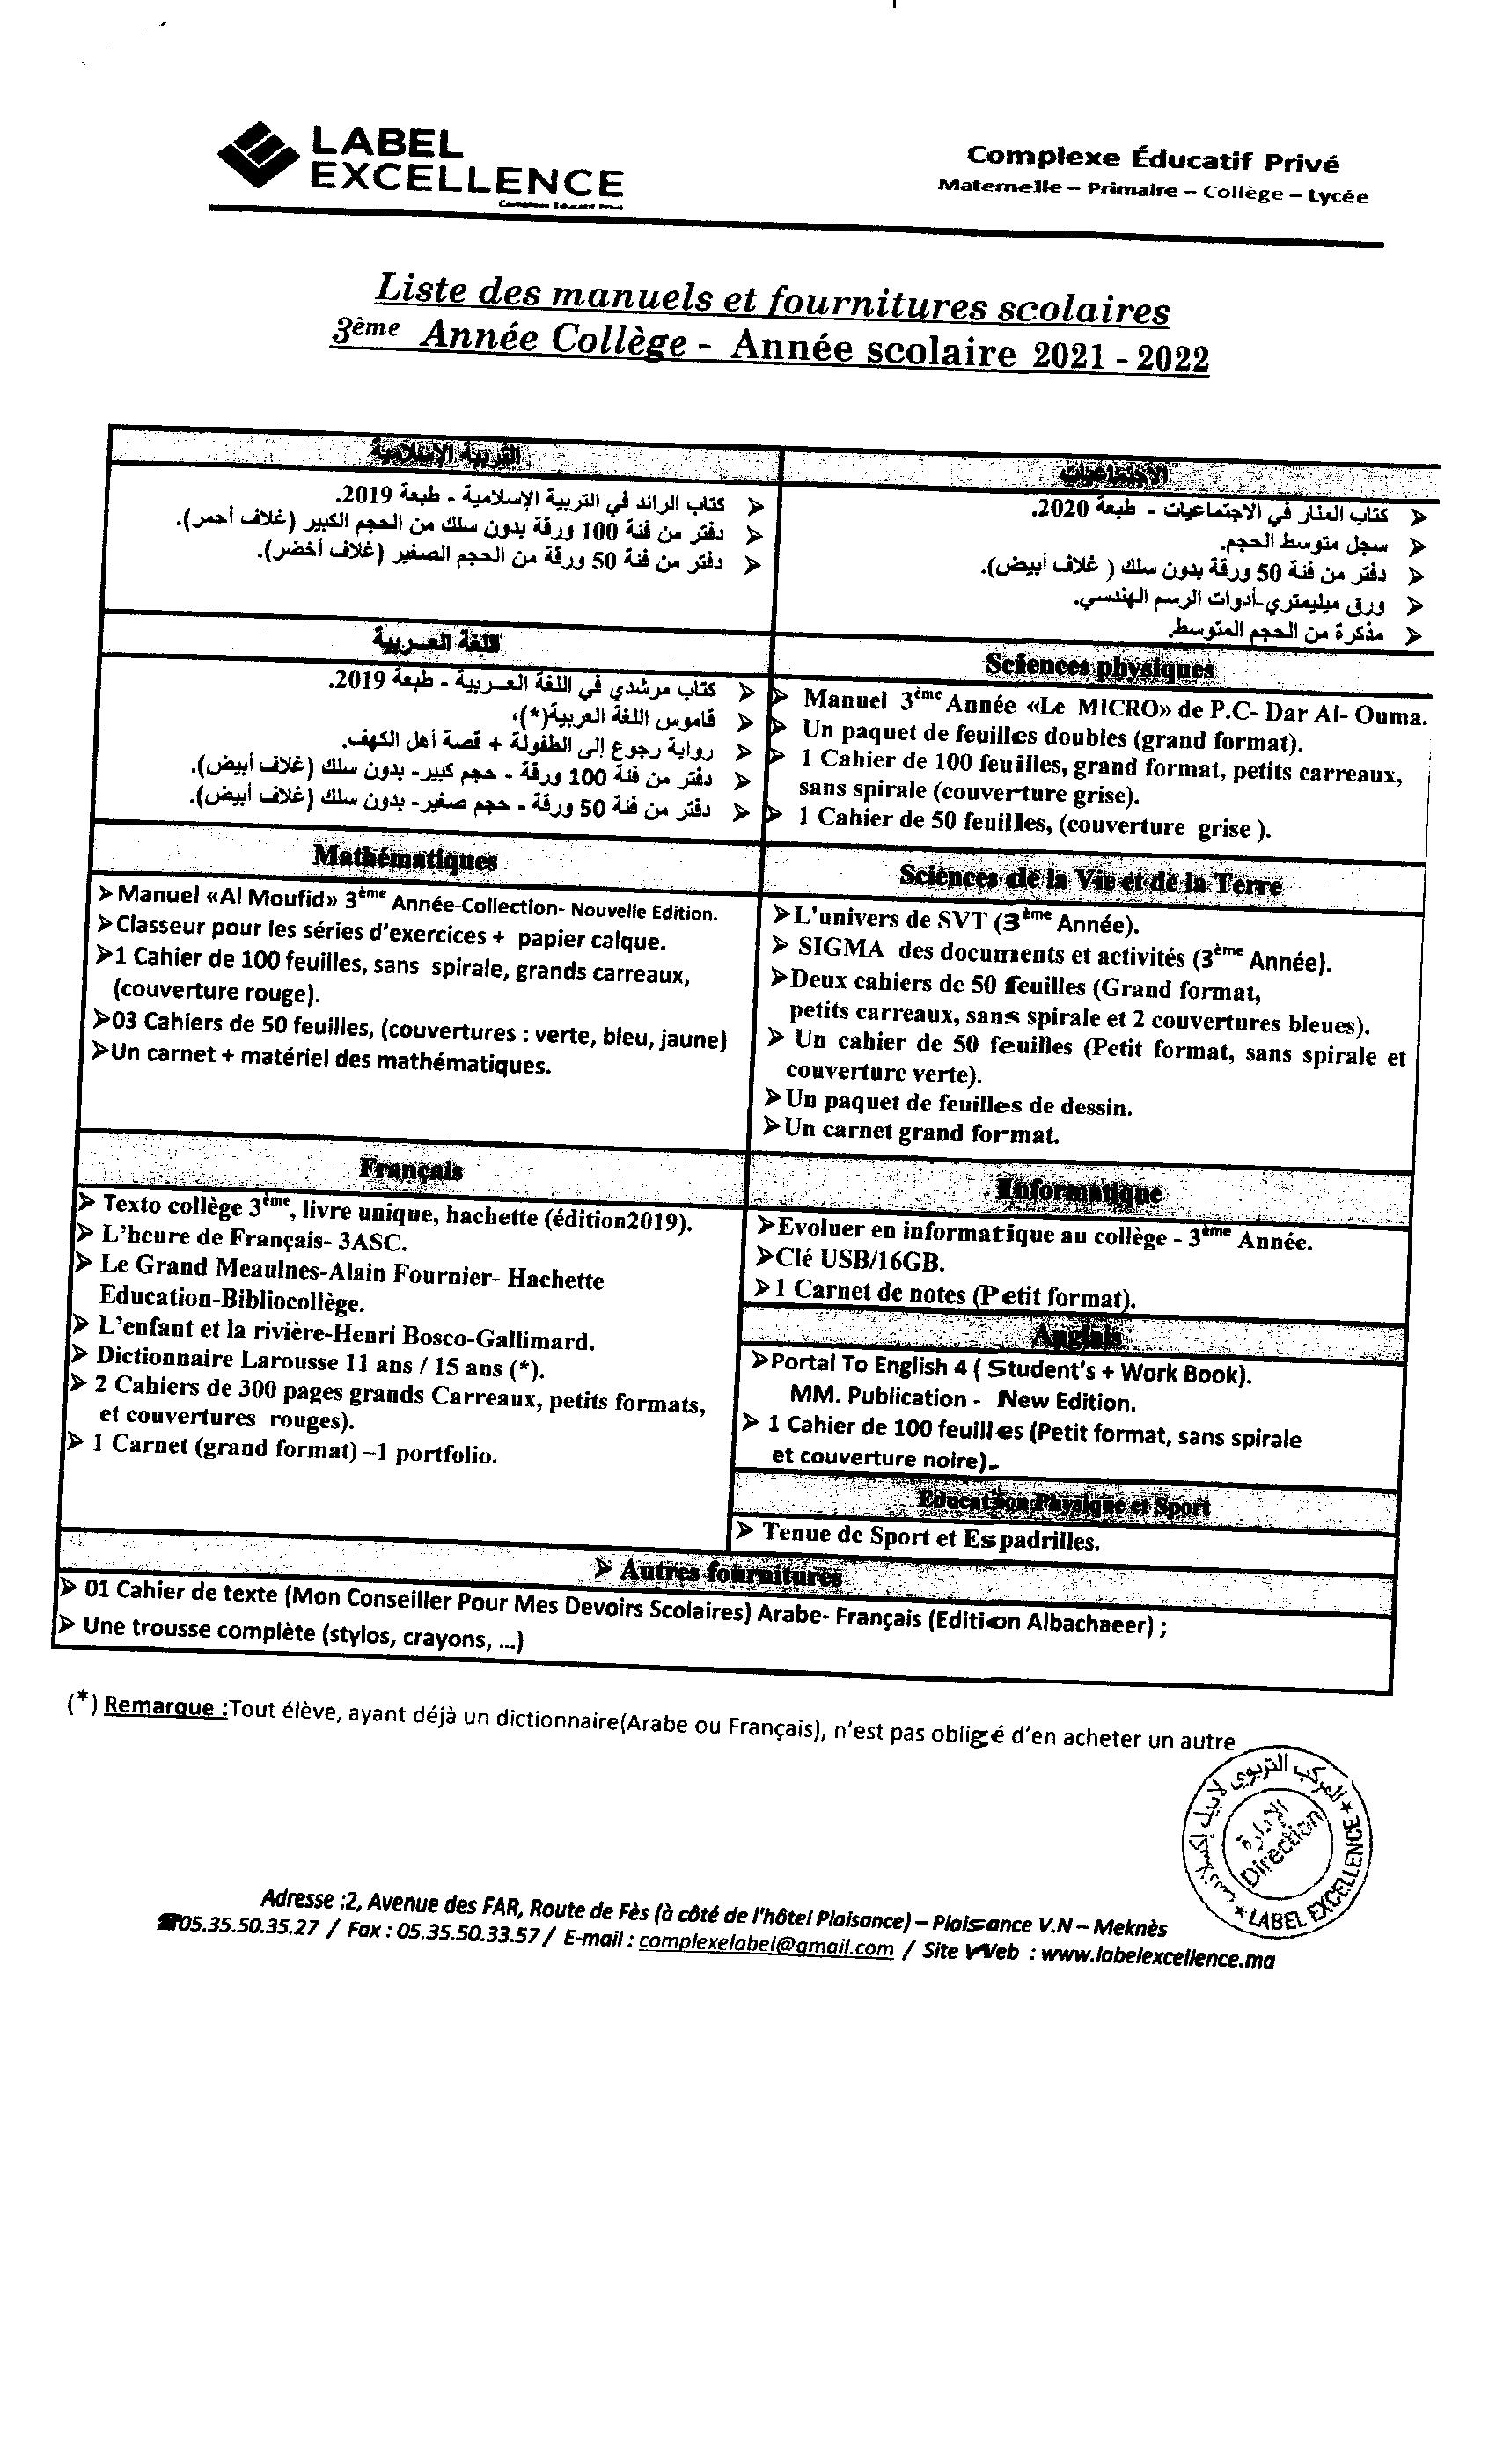 LABEL
EXCELLENCE
Complexe Educatif Privé
Complexe Éducatif Privé
Maternelle – Primaire – Collège – Lycée
Liste des manuels et fournitures scolaires
3ème Année Collège - Année scolaire 2021 - 2022
التربية الإسلامية
➢ كتاب الرائد في التربية الإسلامية - طبعة 2019.
➢ دفتر من فئة 100 ورقة بدون سلك من الحجم الكبير (غلاف أحمر).
➢ دفتر من فئة 50 ورقة من الحجم الصغير (غلاف أخضر).
الاجتماعيات
➢ كتاب المنار في الاجتماعيات - طبعة 2020.
➢ سجل متوسط الحجم.
➢ دفتر من فئة 50 ورقة بدون سلك ( غلاف أبيض).
➢ ورق ميليمتري-أدوات الرسم الهندسي.
➢ مذكرة من الحجم المتوسط.
اللغة العـــربية
➢ كتاب مرشدي في اللغة العـــربية - طبعة 2019.
➢ قاموس اللغة العربية(*)،
➢ رواية رجوع إلى الطفولة + قصة أهل الكهف.
➢ دفتر من فئة 100 ورقة - حجم كبير- بدون سلك (غلاف أبيض).
➢ دفتر من فئة 50 ورقة - حجم صغير- بدون سلك (غلاف أبيض).
Sciences physiques
➢ Manuel 3ème Année «Le MICRO» de P.C- Dar Al- Ouma.
➢ Un paquet de feuilles doubles (grand format).
➢ 1 Cahier de 100 feuilles, grand format, petits carreaux,
sans spirale (couverture grise).
➢ 1 Cahier de 50 feuilles, (couverture grise ).
Mathématiques
➢Manuel «Al Moufid» 3ème Année-Collection- Nouvelle Edition.
➢Classeur pour les séries d'exercices + papier calque.
➢1 Cahier de 100 feuilles, sans spirale, grands carreaux,
(couverture rouge).
➢03 Cahiers de 50 feuilles, (couvertures : verte, bleu, jaune)
➢Un carnet + matériel des mathématiques.
Sciences de la Vie et de la Terre
➢L'univers de SVT (3ème Année).
➢ SIGMA des documents et activités (3ème Année).
➢Deux cahiers de 50 feuilles (Grand format,
petits carreaux, sans spirale et 2 couvertures bleues).
➢ Un cahier de 50 feuilles (Petit format, sans spirale et
couverture verte).
➢Un paquet de feuilles de dessin.
➢Un carnet grand format.
Français
➢ Texto collège 3ème, livre unique, hachette (édition2019).
➢ L'heure de Français- 3ASC.
➢ Le Grand Meaulnes-Alain Fournier- Hachette
Education-Bibliocollège.
➢ L'enfant et la rivière-Henri Bosco-Gallimard.
➢ Dictionnaire Larousse 11 ans / 15 ans (*).
➢ 2 Cahiers de 300 pages grands Carreaux, petits formats,
et couvertures rouges).
➢ 1 Carnet (grand format) –1 portfolio.
Informatique
➢Evoluer en informatique au collège - 3ème Année.
➢Clé USB/16GB.
➢1 Carnet de notes (Petit format).
Anglais
➢Portal To English 4 ( Student's + Work Book).
MM. Publication - New Edition.
➢ 1 Cahier de 100 feuilles (Petit format, sans spirale
et couverture noire).
Education Physique et Sport
➢ Tenue de Sport et Espadrilles.
➢ Autres fournitures
➢ 01 Cahier de texte (Mon Conseiller Pour Mes Devoirs Scolaires) Arabe- Français (Edition Albachaeer) ;
➢ Une trousse complète (stylos, crayons, ...)
(*) Remarque :Tout élève, ayant déjà un dictionnaire(Arabe ou Français), n'est pas obligé d'en acheter un autre
المركب التربوي لابيل إكسلانس
الإدارة
Direction
★ LABEL EXCELLENCE ★
Adresse :2, Avenue des FAR, Route de Fès (à côté de l'hôtel Plaisance) – Plaisance V.N – Meknès
☎05.35.50.35.27 / Fax : 05.35.50.33.57 / E-mail : complexelabel@gmail.com / Site Web : www.labelexcellence.ma